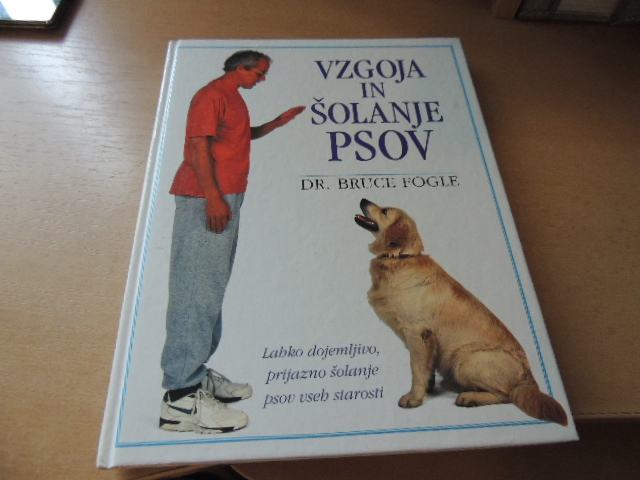 VZGOJA
IN
ŠOLANJE
PSOV
DR. BRUCE FOGLE
Lahko dojemljivo,
prijazno šolanje
psov vseh starosti